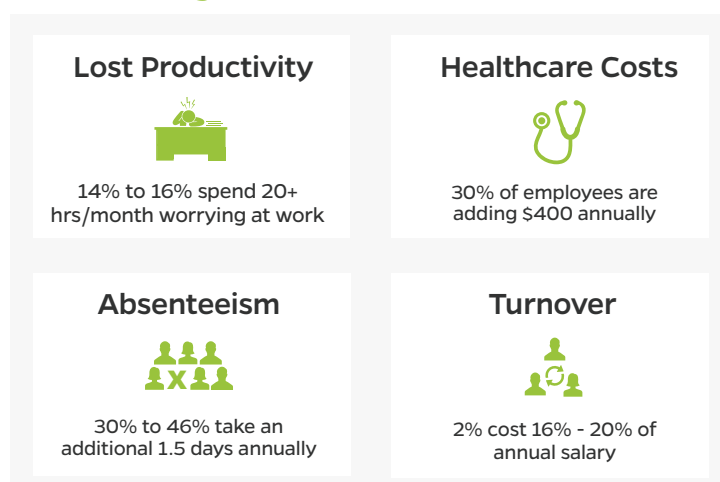 Lost Productivity
14% to 16% spend 20+
hrs/month worrying at work
Healthcare Costs
30% of employees are
adding $400 annually
Absenteeism
X
30% to 46% take an
additional 1.5 days annually
Turnover
2% cost 16% - 20% of
annual salary